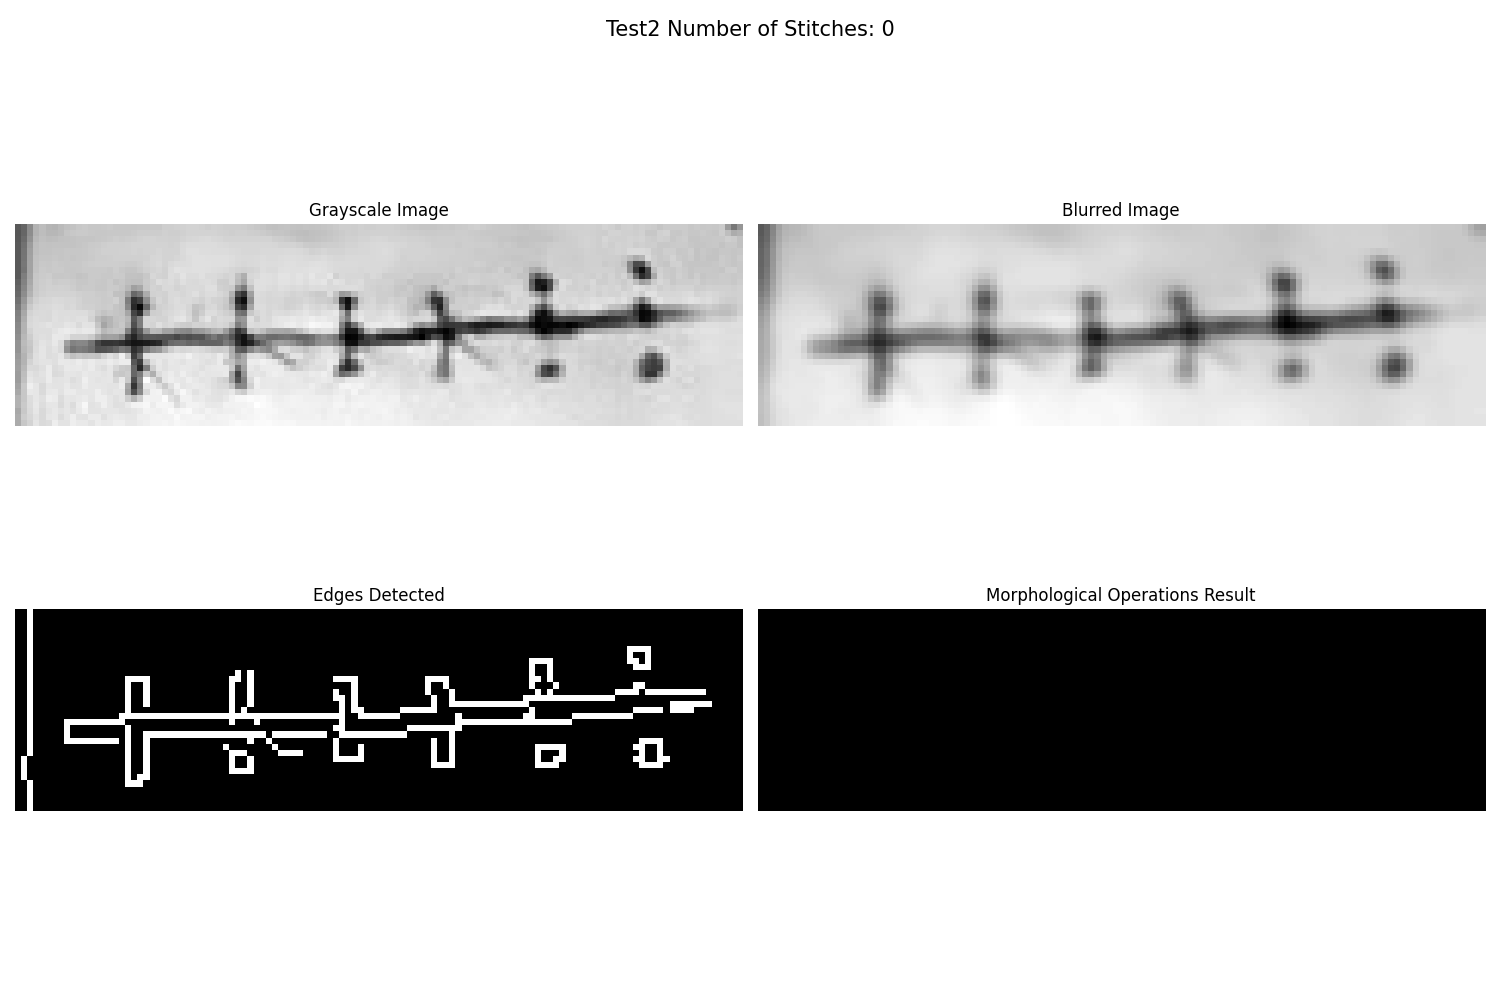 Test2 Number of Stitches: 0
Grayscale Image
Blurred Image
Edges Detected
Morphological Operations Result